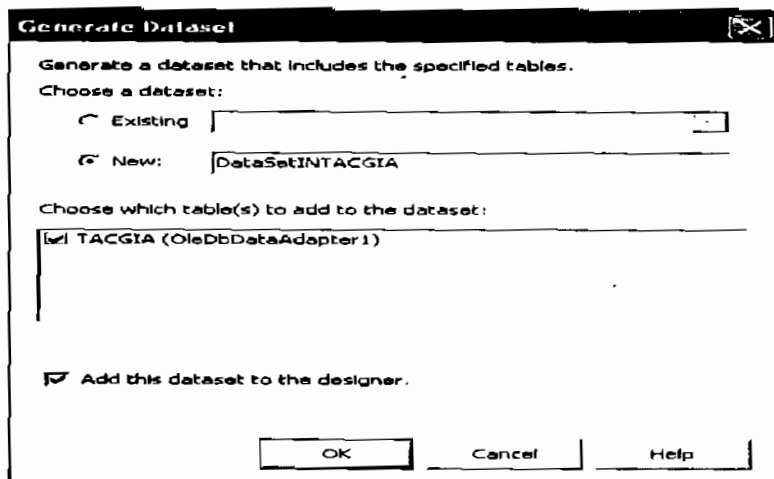 Generate Dataset
Generate a dataset that includes the specified tables.
Choose a dataset:
Existing
New:
DataSetINTACGIA
Choose which table(s) to add to the dataset:
TACGIA (OleDbDataAdapter1)
Add this dataset to the designer.
OK
Cancel
Help